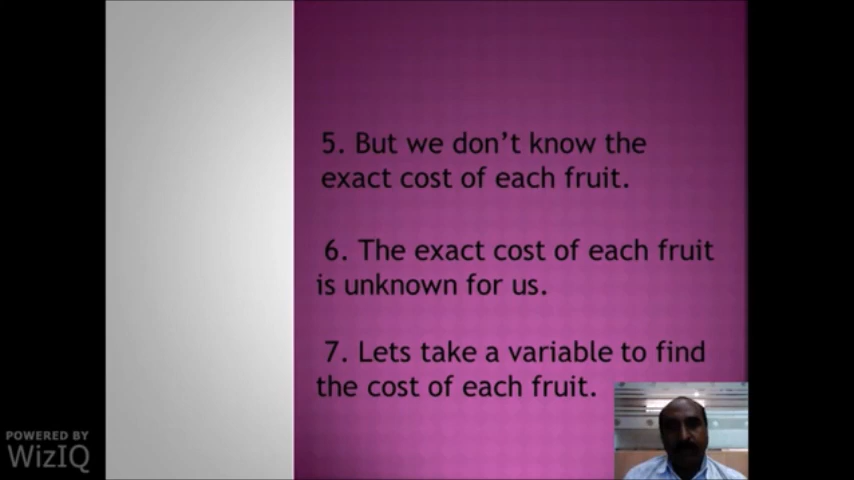 5. But we don't know the
exact cost of each fruit.
6. The exact cost of each fruit
is unknown for us.
7. Lets take a variable to find
the cost of each fruit.
POWERED BY
WizIQ